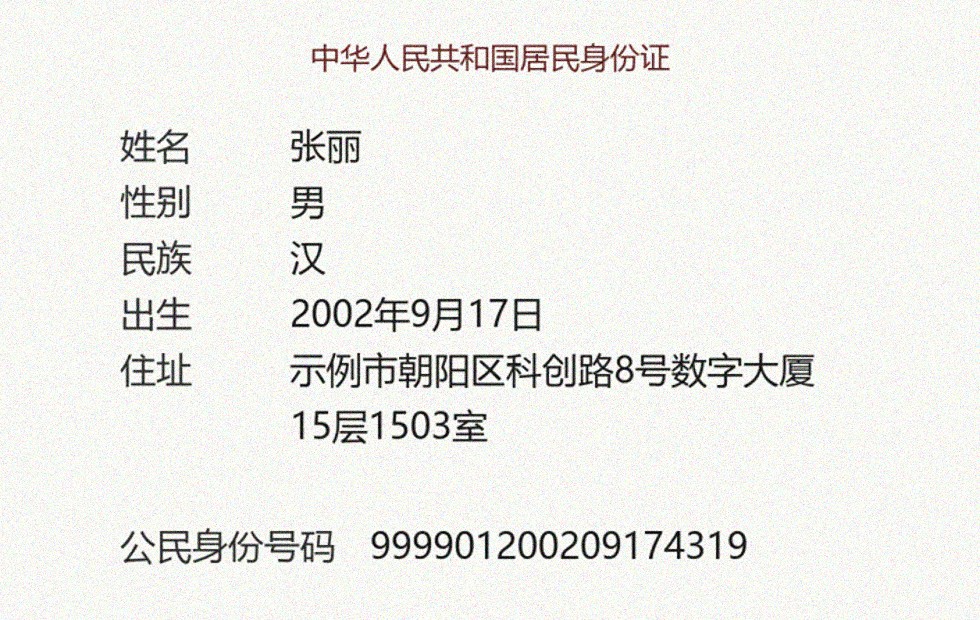 中华人民共和国居民身份证
姓名 张丽
性别 男
民族 汉
出生 2002年9月17日
住址 示例市朝阳区科创路8号数字大厦
15层1503室
公民身份号码 999901200209174319